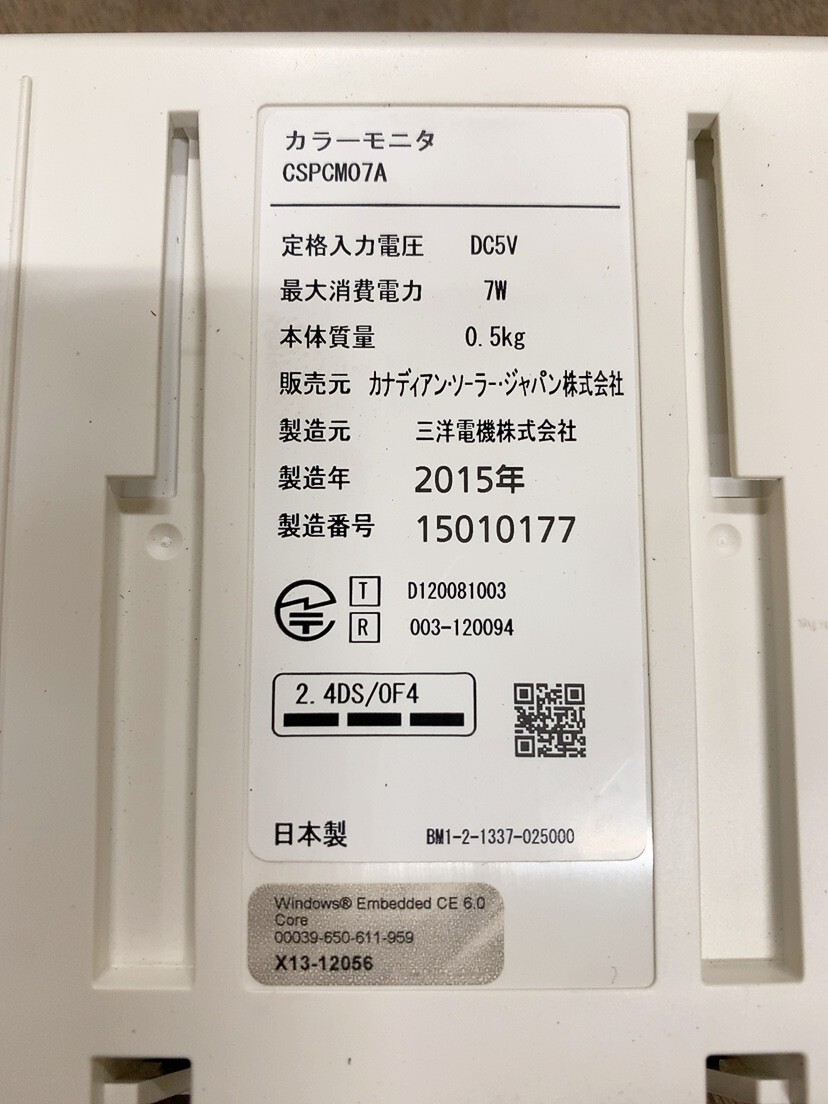 カラーモニタ
CSPCM07A
定格入力電圧 DC5V
最大消費電力 7W
本体質量 0.5kg
販売元 カナディアン・ソーラー・ジャパン株式会社
製造元 三洋電機株式会社
製造年 2015年
製造番号 15010177
T D120081003
R 003-120094
2.4DS/OF4
日本製 BM1-2-1337-025000
Windows® Embedded CE 6.0
Core
00039-650-611-959
X13-12056